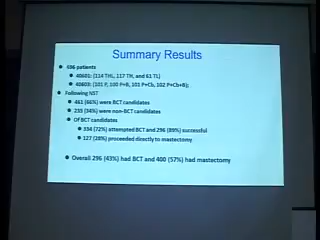 Summary Results
• 696 patients
• 40601: (114 THL, 117 TH, and 61 TL)
• 40603: (101 P, 100 P+B, 101 P+Cb, 102 P+Cb+B);
• Following NST
• 461 (66%) were BCT candidates
• 235 (34%) were non-BCT candidates
• Of BCT candidates
• 334 (72%) attempted BCT and 296 (89%) successful
• 127 (28%) proceeded directly to mastectomy
• Overall 296 (43%) had BCT and 400 (57%) had mastectomy